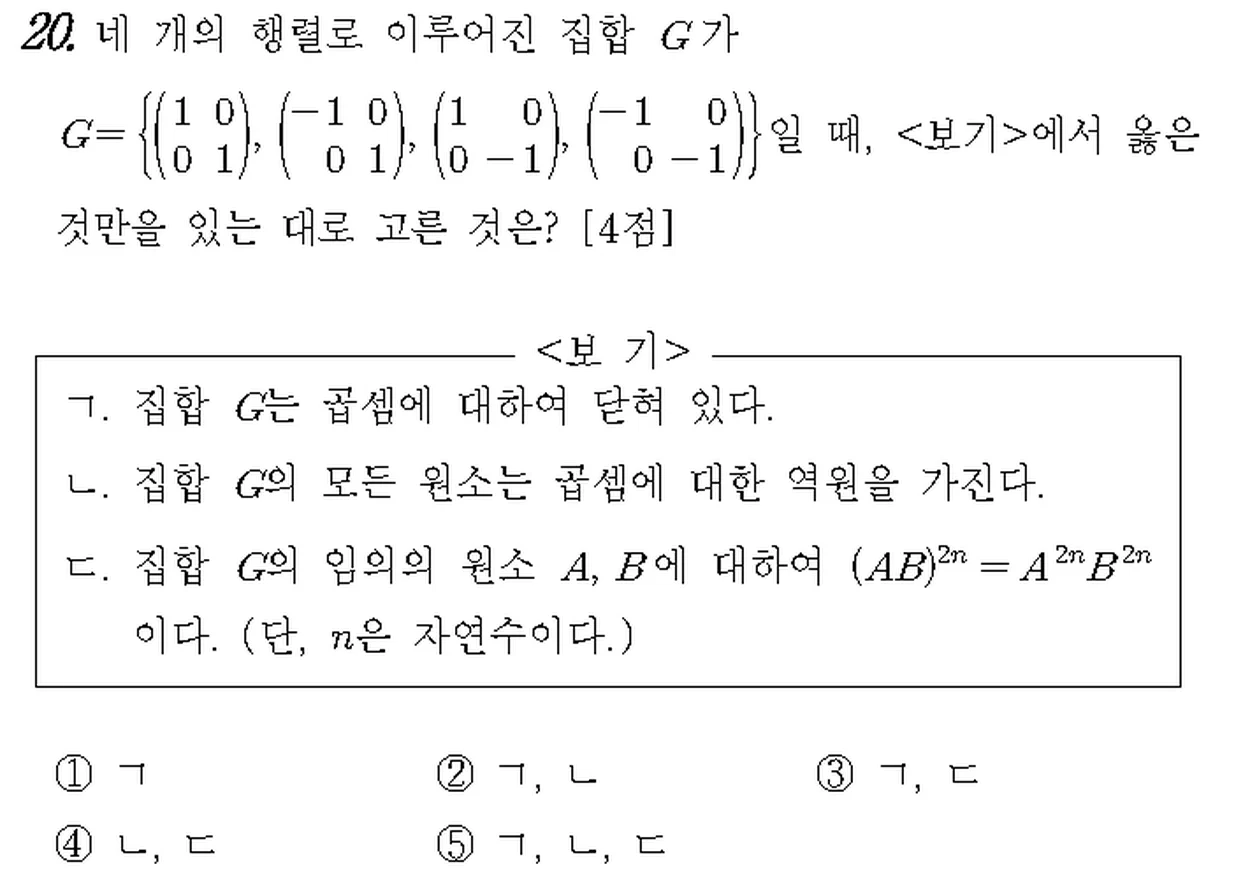 20. 네 개의 행렬로 이루어진 집합 G가
G={(1 0 0 1), (-1 0 0 1), (1 0 0 -1), (-1 0 0 -1)}일 때, <보기>에서 옳은
것만을 있는 대로 고른 것은? [4점]
<보 기>
ㄱ. 집합 G는 곱셈에 대하여 닫혀 있다.
ㄴ. 집합 G의 모든 원소는 곱셈에 대한 역원을 가진다.
ㄷ. 집합 G의 임의의 원소 A, B에 대하여 (AB)²ⁿ = A²ⁿB²ⁿ
이다. (단, n은 자연수이다.)
① ㄱ ② ㄱ, ㄴ ③ ㄱ, ㄷ
④ ㄴ, ㄷ ⑤ ㄱ, ㄴ, ㄷ